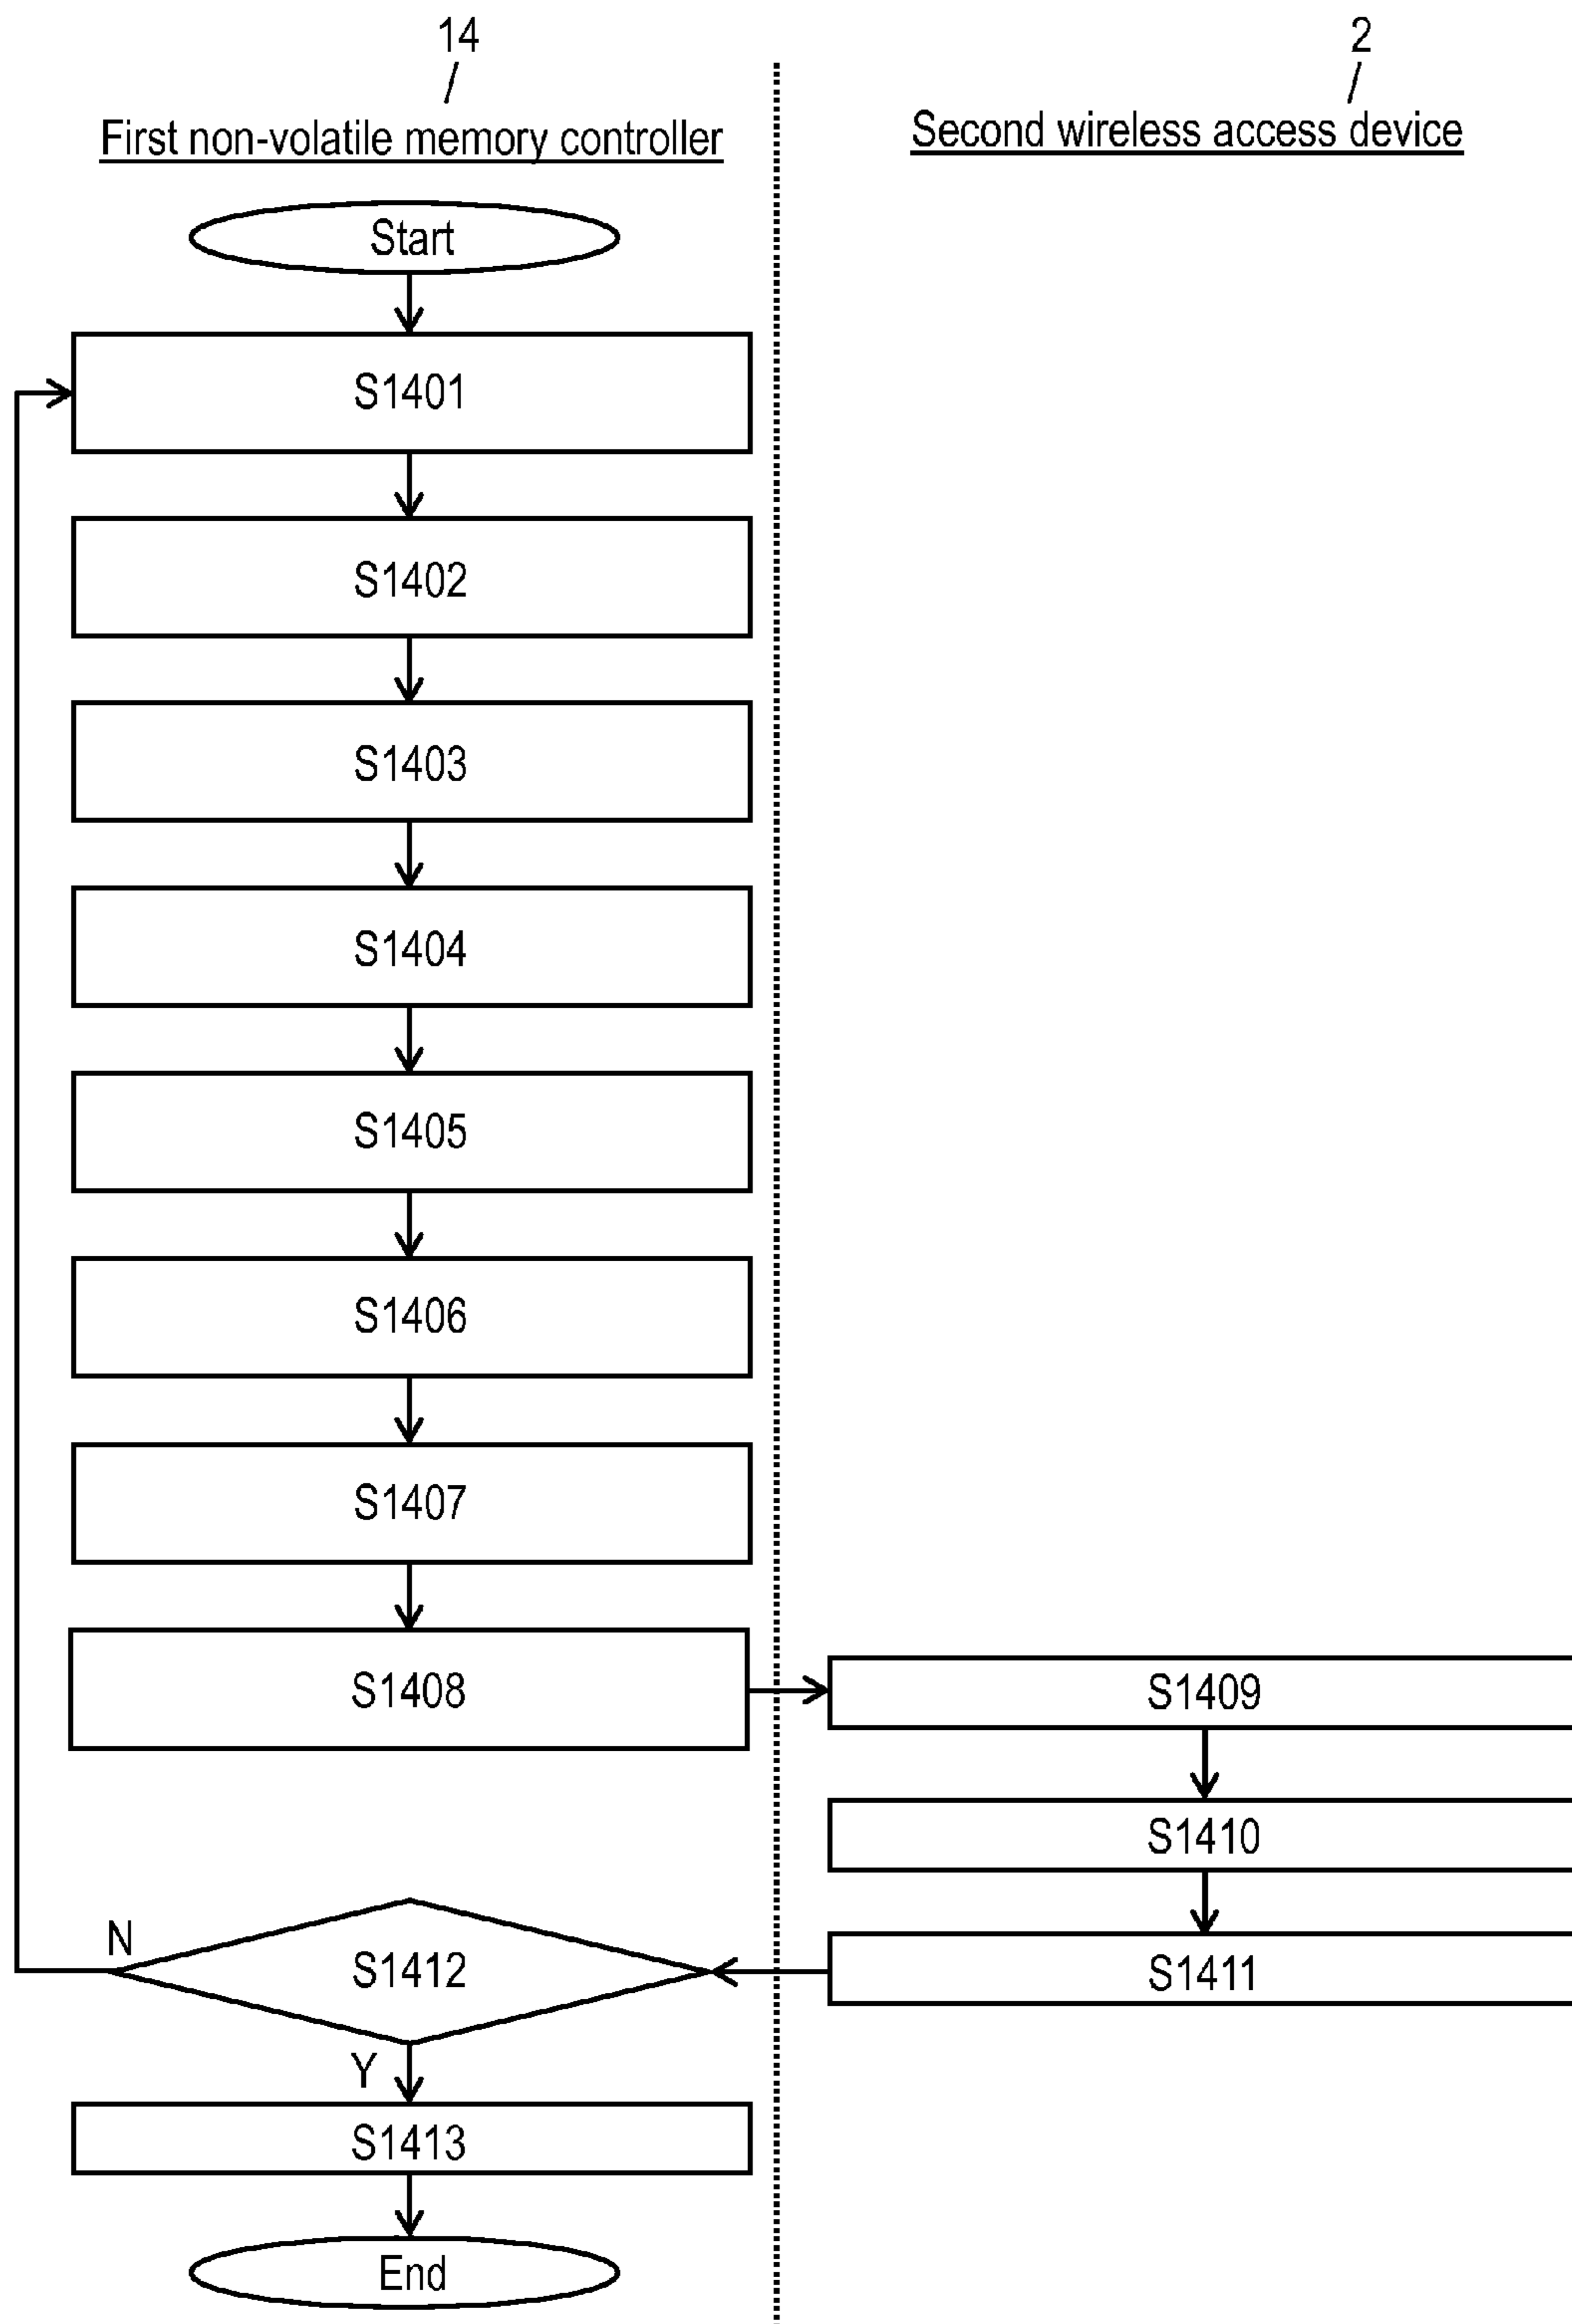 14
2
First non-volatile memory controller
Second wireless access device
Start
S1401
S1402
S1403
S1404
S1405
S1406
S1407
S1408
S1409
S1410
S1411
N
S1412
Y
S1413
End